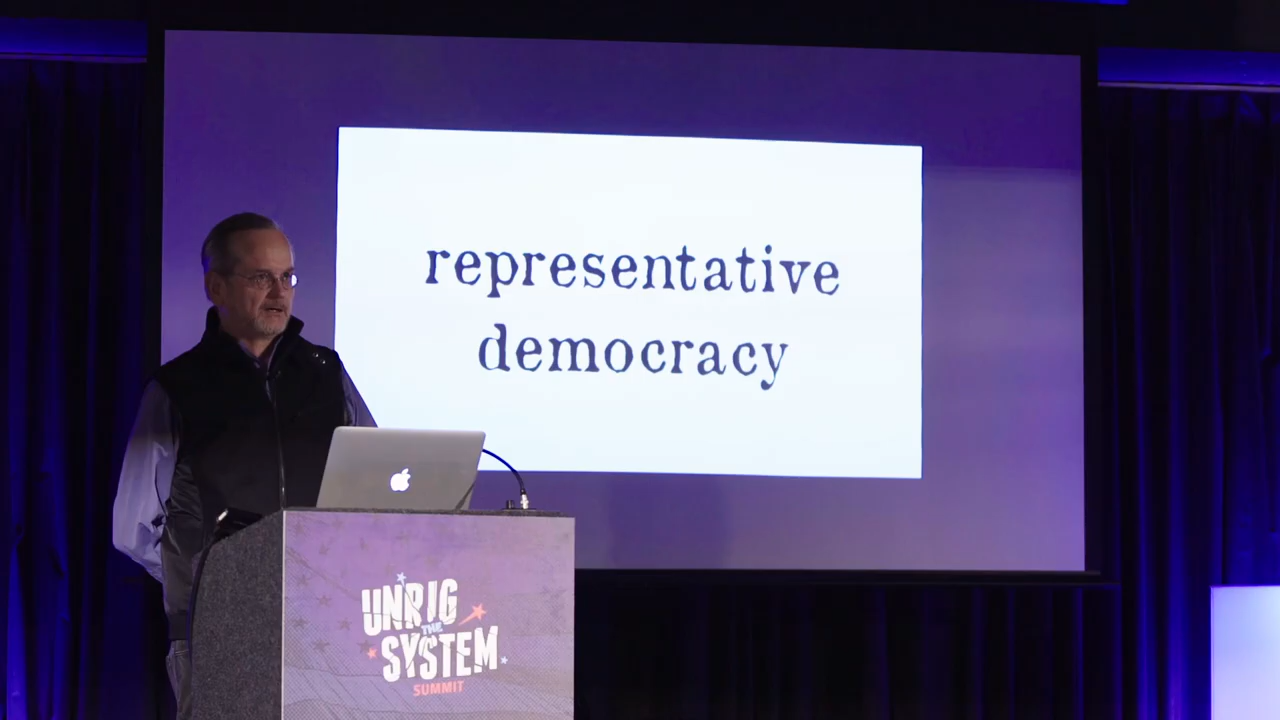 representative
democracy
UNRIG
THE
SYSTEM
SUMMIT